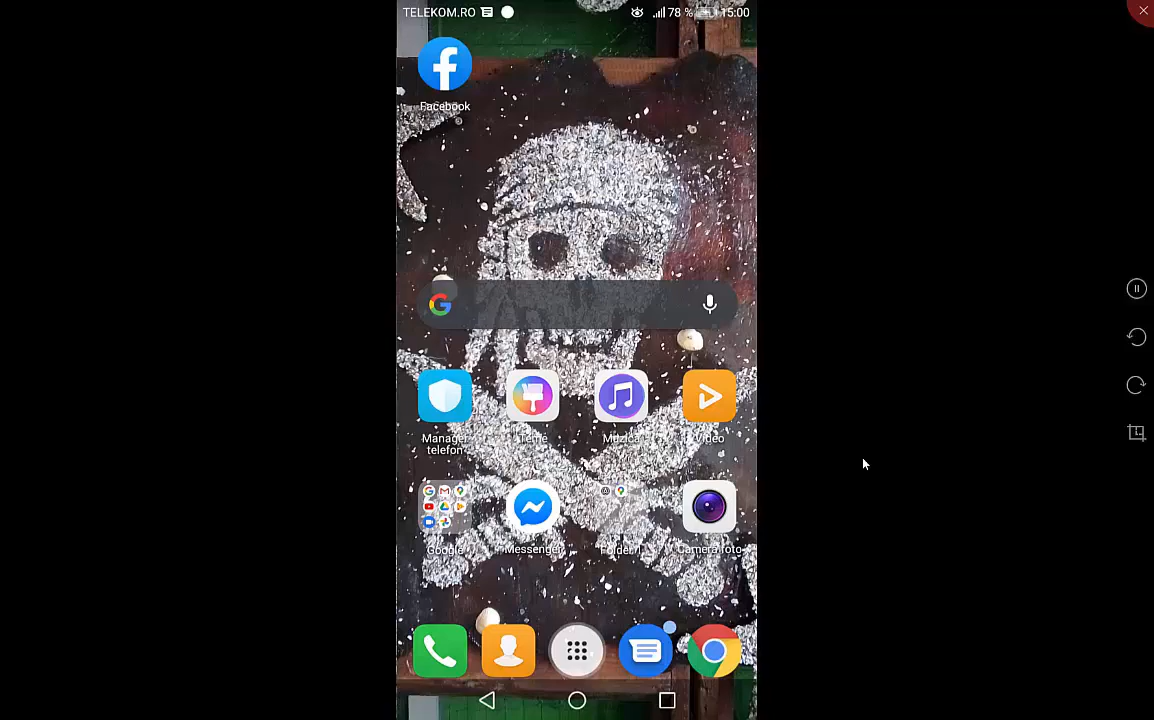 TELEKOM.RO 78 % 15:00
Facebook
Manager
telefon
Teme
Muzică
Video
Google
Messenger
Folder 1
Cameră foto